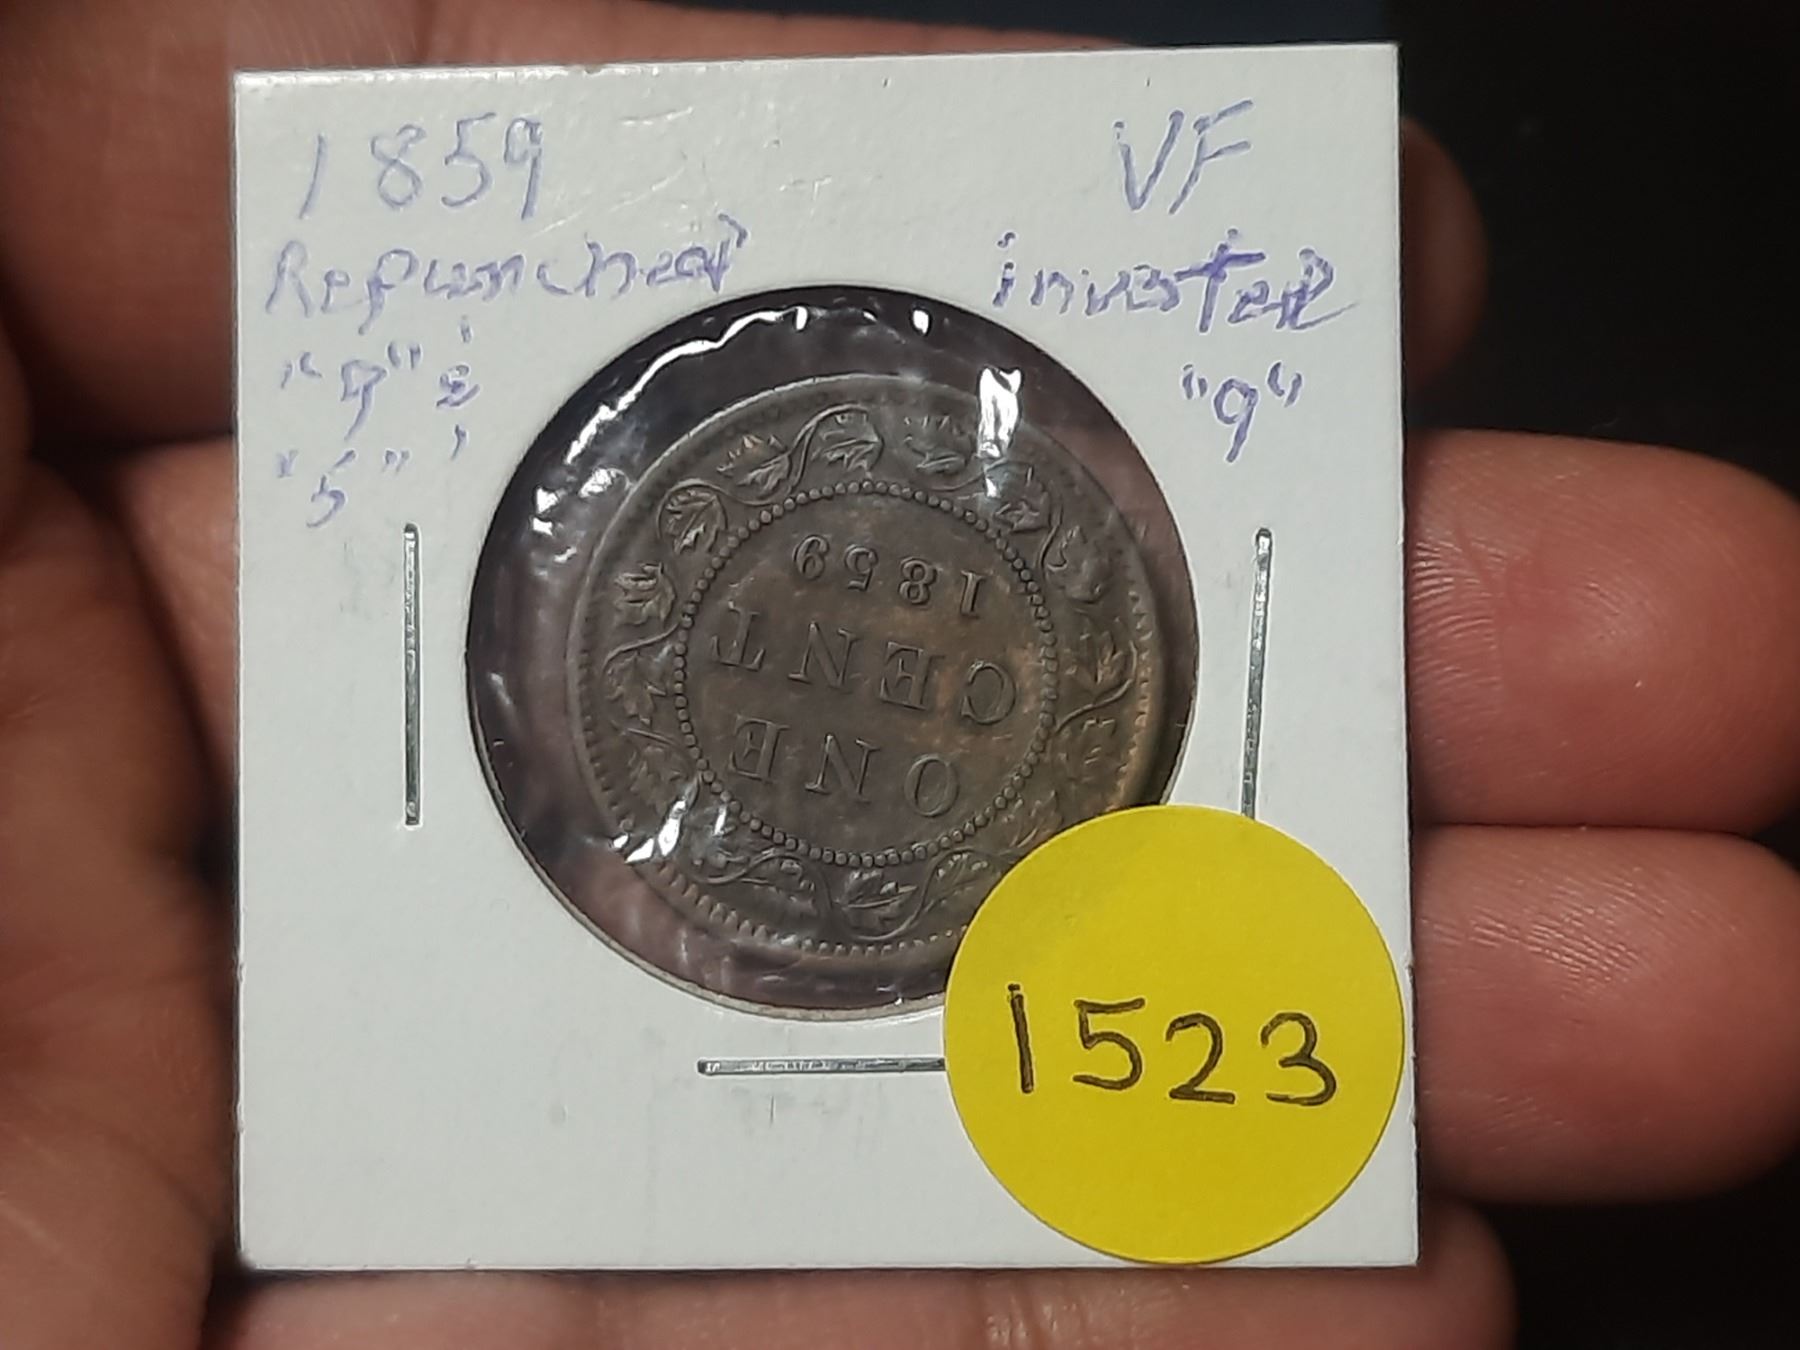 1859
Repunched
"9" &
"5"
VF
inverted
"9"
1859
CENT
ONE
1523